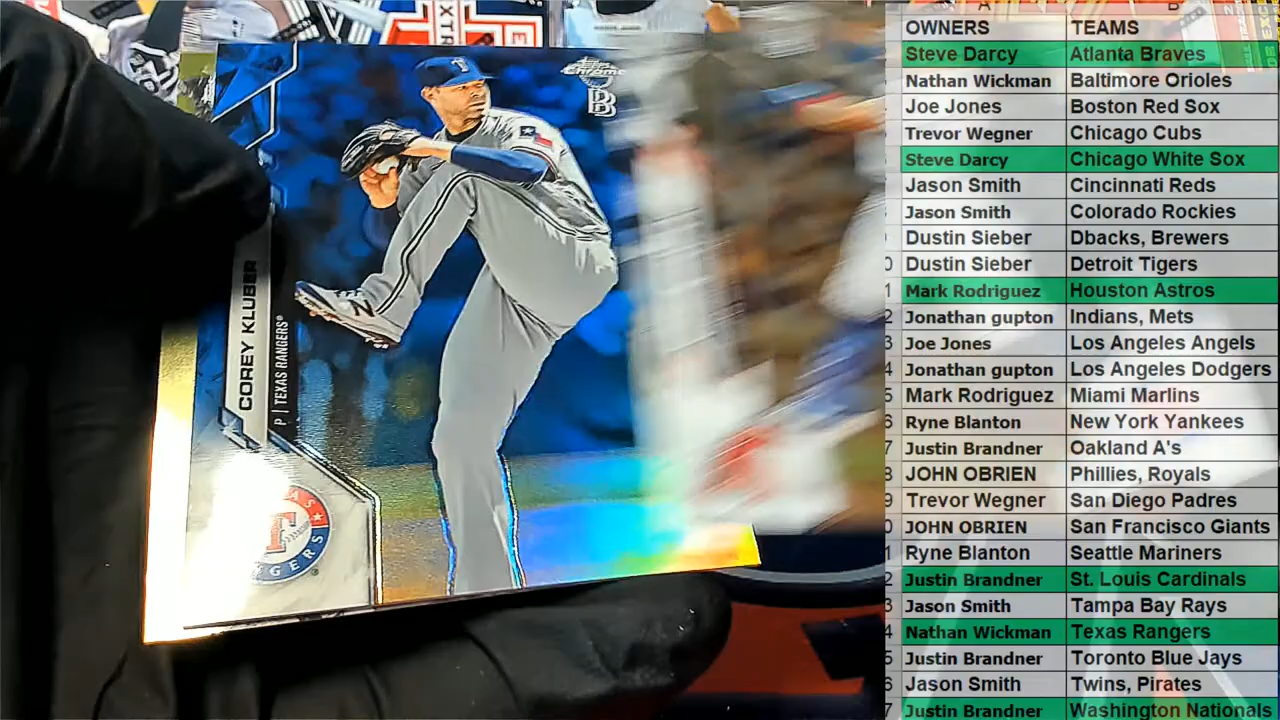 Chrome
B
COREY KLUBER
P | TEXAS RANGERS®
T
OWNERS TEAMS
Steve Darcy Atlanta Braves
Nathan Wickman Baltimore Orioles
Joe Jones Boston Red Sox
Trevor Wegner Chicago Cubs
Steve Darcy Chicago White Sox
Jason Smith Cincinnati Reds
Jason Smith Colorado Rockies
Dustin Sieber Dbacks, Brewers
Dustin Sieber Detroit Tigers
Mark Rodriguez Houston Astros
Jonathan gupton Indians, Mets
Joe Jones Los Angeles Angels
Jonathan gupton Los Angeles Dodgers
Mark Rodriguez Miami Marlins
Ryne Blanton New York Yankees
Justin Brandner Oakland A's
JOHN OBRIEN Phillies, Royals
Trevor Wegner San Diego Padres
JOHN OBRIEN San Francisco Giants
Ryne Blanton Seattle Mariners
Justin Brandner St. Louis Cardinals
Jason Smith Tampa Bay Rays
Nathan Wickman Texas Rangers
Justin Brandner Toronto Blue Jays
Jason Smith Twins, Pirates
Justin Brandner Washington Nationals